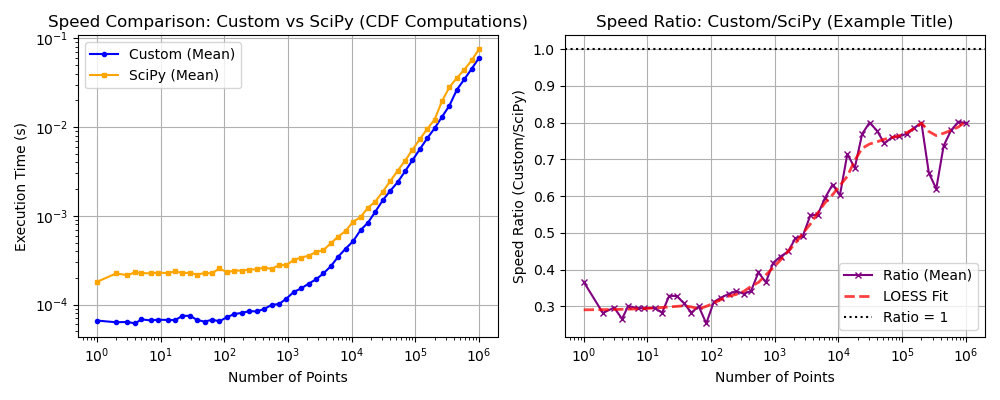 Speed Comparison: Custom vs SciPy (CDF Computations)
Execution Time (s)
10⁻¹
10⁻²
10⁻³
10⁻⁴
Custom (Mean)
SciPy (Mean)
10⁰ 10¹ 10² 10³ 10⁴ 10⁵ 10⁶
Number of Points
Speed Ratio: Custom/SciPy (Example Title)
Speed Ratio (Custom/SciPy)
1.0
0.9
0.8
0.7
0.6
0.5
0.4
0.3
Ratio (Mean)
LOESS Fit
Ratio = 1
10⁰ 10¹ 10² 10³ 10⁴ 10⁵ 10⁶
Number of Points